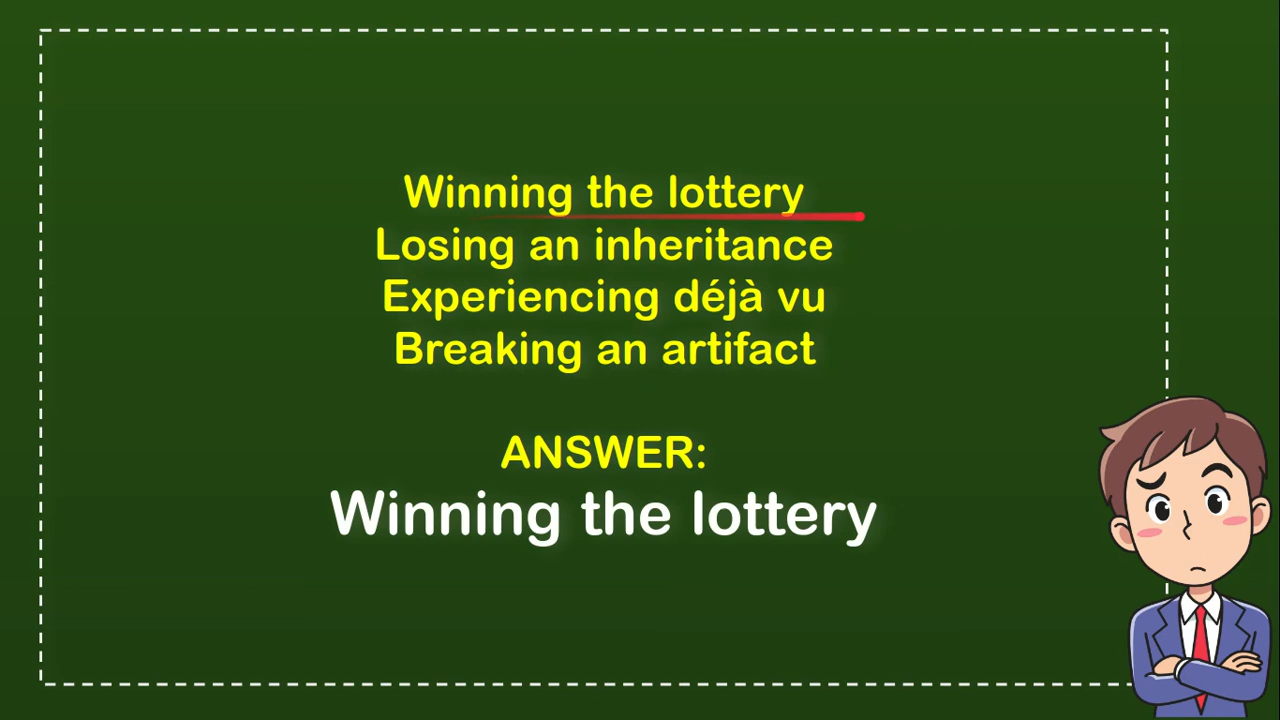 Winning the lottery
Losing an inheritance
Experiencing déjà vu
Breaking an artifact
ANSWER:
Winning the lottery